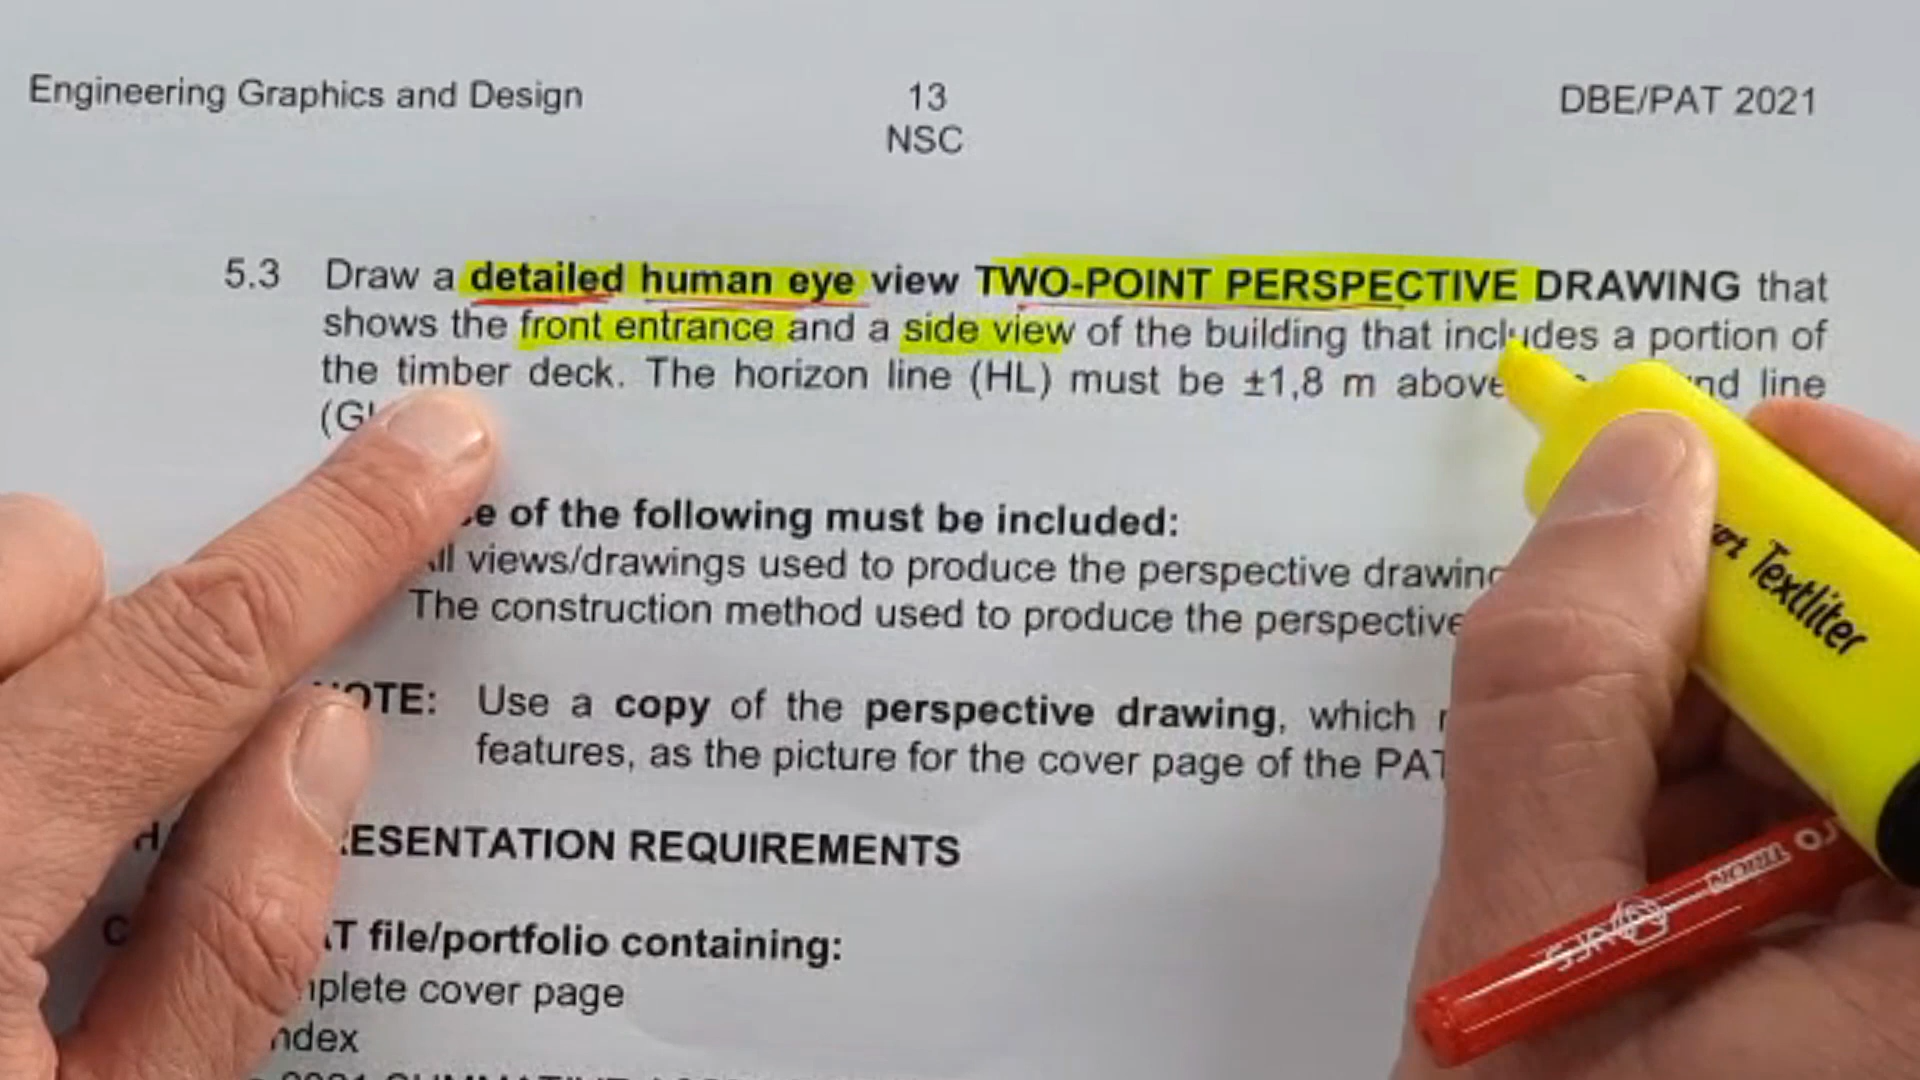 Engineering Graphics and Design
13
DBE/PAT 2021
NSC
5.3 Draw a detailed human eye view TWO-POINT PERSPECTIVE DRAWING that
shows the front entrance and a side view of the building that includes a portion of
the timber deck. The horizon line (HL) must be ±1,8 m above line
of the following must be included:
views/drawings used to produce the perspective
The construction method used to produce the perspective
Use a copy of the perspective drawing, which
features, as the picture for the cover page of the PAT
REQUIREMENTS
file/portfolio containing:
cover page
Textliter
TRITON